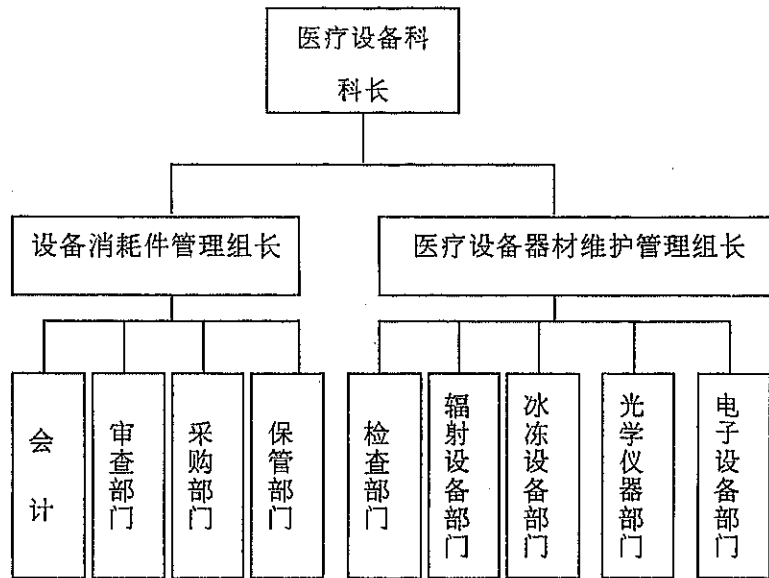 医疗设备科
科长
设备消耗件管理组长
医疗设备器材维护管理组长
会计
审查部门
采购部门
保管部门
检查部门
辐射设备部门
冰冻设备部门
光学仪器部门
电子设备部门